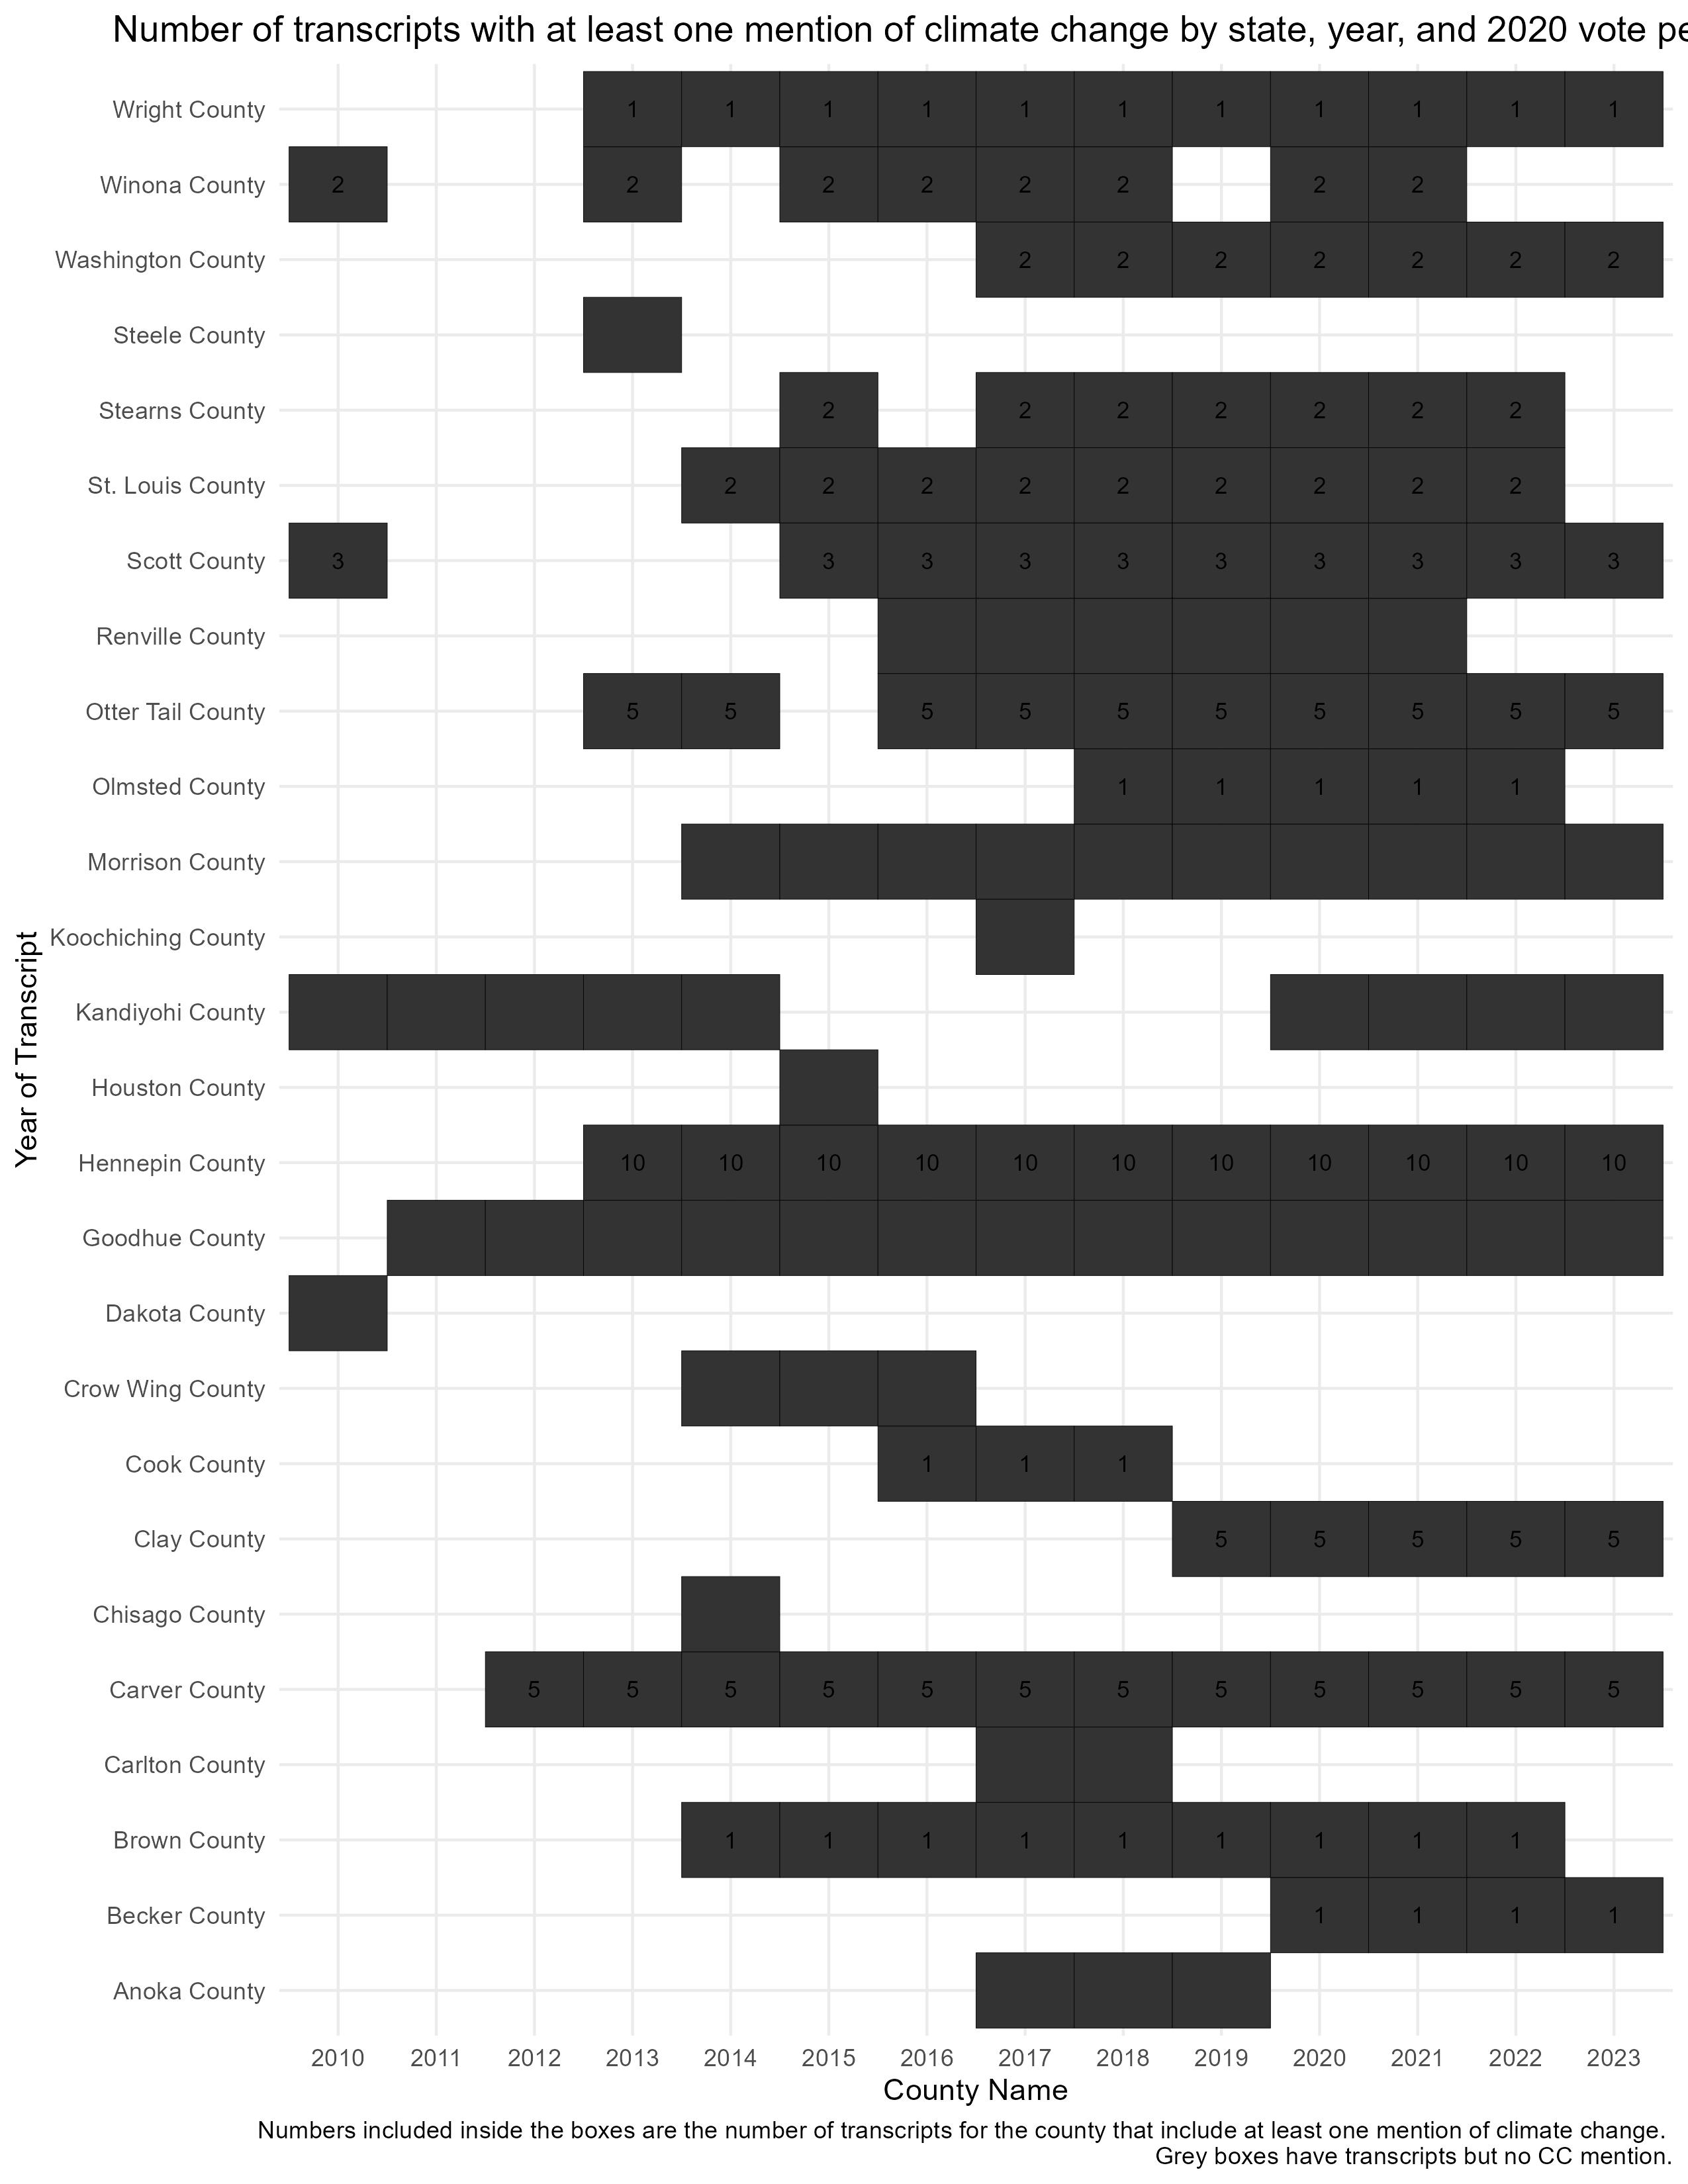 Number of transcripts with at least one mention of climate change by state, year, and 2020 vote pe
Wright County 1 1 1 1 1 1 1 1 1 1 1
Winona County 2 2 2 2 2 2 2 2
Washington County 2 2 2 2 2 2 2
Steele County
Stearns County 2 2 2 2 2 2 2
St. Louis County 2 2 2 2 2 2 2 2 2
Scott County 3 3 3 3 3 3 3 3 3 3
Renville County
Otter Tail County 5 5 5 5 5 5 5 5 5 5
Olmsted County 1 1 1 1 1
Morrison County
Koochiching County
Kandiyohi County
Houston County
Hennepin County 10 10 10 10 10 10 10 10 10 10 10
Goodhue County
Dakota County
Crow Wing County
Cook County 1 1 1
Clay County 5 5 5 5 5
Chisago County
Carver County 5 5 5 5 5 5 5 5 5 5 5 5
Carlton County
Brown County 1 1 1 1 1 1 1 1 1
Becker County 1 1 1 1
Anoka County
Year of Transcript
2010 2011 2012 2013 2014 2015 2016 2017 2018 2019 2020 2021 2022 2023
County Name
Numbers included inside the boxes are the number of transcripts for the county that include at least one mention of climate change.
Grey boxes have transcripts but no CC mention.